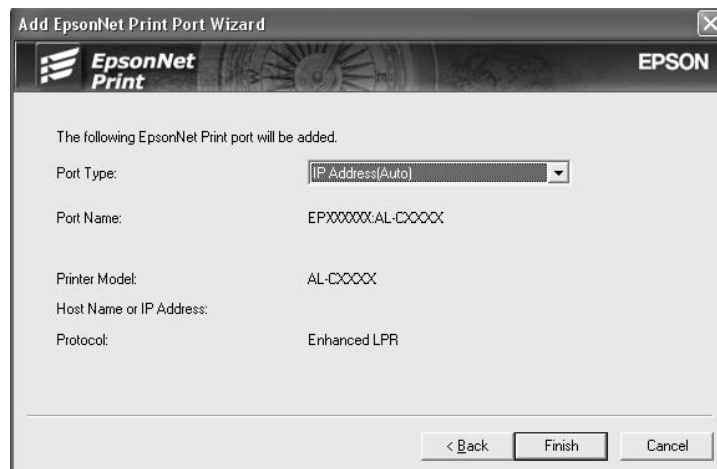 Add EpsonNet Print Port Wizard
EpsonNet
Print
EPSON
The following EpsonNet Print port will be added.
Port Type: IP Address(Auto)
Port Name: EPXXXXXX:AL-CXXXX
Printer Model: AL-CXXXX
Host Name or IP Address:
Protocol: Enhanced LPR
< Back Finish Cancel